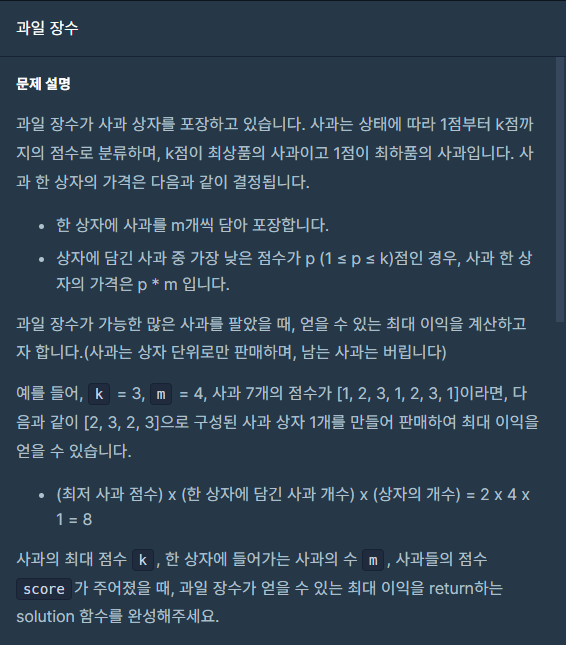 과일 장수
문제 설명
과일 장수가 사과 상자를 포장하고 있습니다. 사과는 상태에 따라 1점부터 k점까
지의 점수로 분류하며, k점이 최상품의 사과이고 1점이 최하품의 사과입니다. 사
과 한 상자의 가격은 다음과 같이 결정됩니다.
• 한 상자에 사과를 m개씩 담아 포장합니다.
• 상자에 담긴 사과 중 가장 낮은 점수가 p (1 ≤ p ≤ k)점인 경우, 사과 한 상
자의 가격은 p * m 입니다.
과일 장수가 가능한 많은 사과를 팔았을 때, 얻을 수 있는 최대 이익을 계산하고
자 합니다.(사과는 상자 단위로만 판매하며, 남는 사과는 버립니다)
예를 들어, k = 3, m = 4, 사과 7개의 점수가 [1, 2, 3, 1, 2, 3, 1]이라면, 다
음과 같이 [2, 3, 2, 3]으로 구성된 사과 상자 1개를 만들어 판매하여 최대 이익을
얻을 수 있습니다.
• (최저 사과 점수) x (한 상자에 담긴 사과 개수) x (상자의 개수) = 2 x 4 x
1 = 8
사과의 최대 점수 k , 한 상자에 들어가는 사과의 수 m , 사과들의 점수
score 가 주어졌을 때, 과일 장수가 얻을 수 있는 최대 이익을 return하는
solution 함수를 완성해주세요.